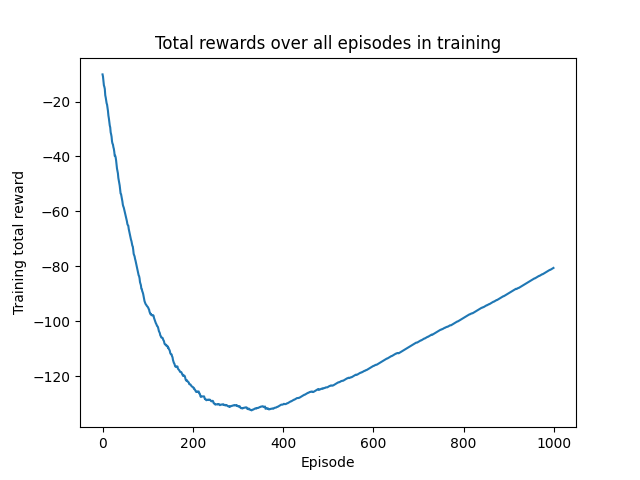 Total rewards over all episodes in training
Training total reward
−20
−40
−60
−80
−100
−120
0 200 400 600 800 1000
Episode